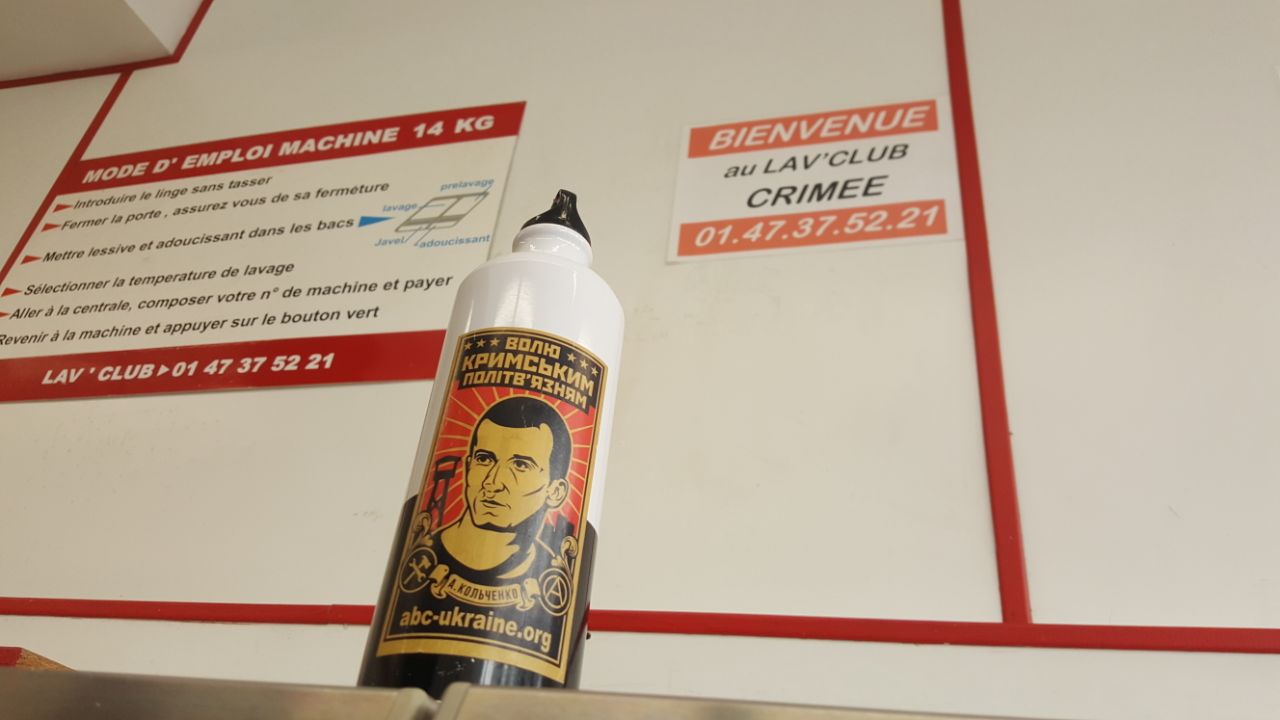 MODE D' EMPLOI MACHINE 14 KG
Introduire le linge sans tasser
Fermer la porte , assurez vous de sa ferméture
Mettre lessive et adoucissant dans les bacs
prelavage
lavage
Javel
adoucissant
Sélectionner la temperature de lavage
Aller à la centrale, composer votre n° de machine et payer
Revenir à la machine et appuyer sur le bouton vert
LAV ' CLUB 01 47 37 52 21
BIENVENUE
au LAV'CLUB
CRIMEE
01.47.37.52.21
ВОЛЮ
КРИМСЬКИМ
ПОЛІТВ'ЯЗНЯМ
А.КОЛЬЧЕНКО
abc-ukraine.org